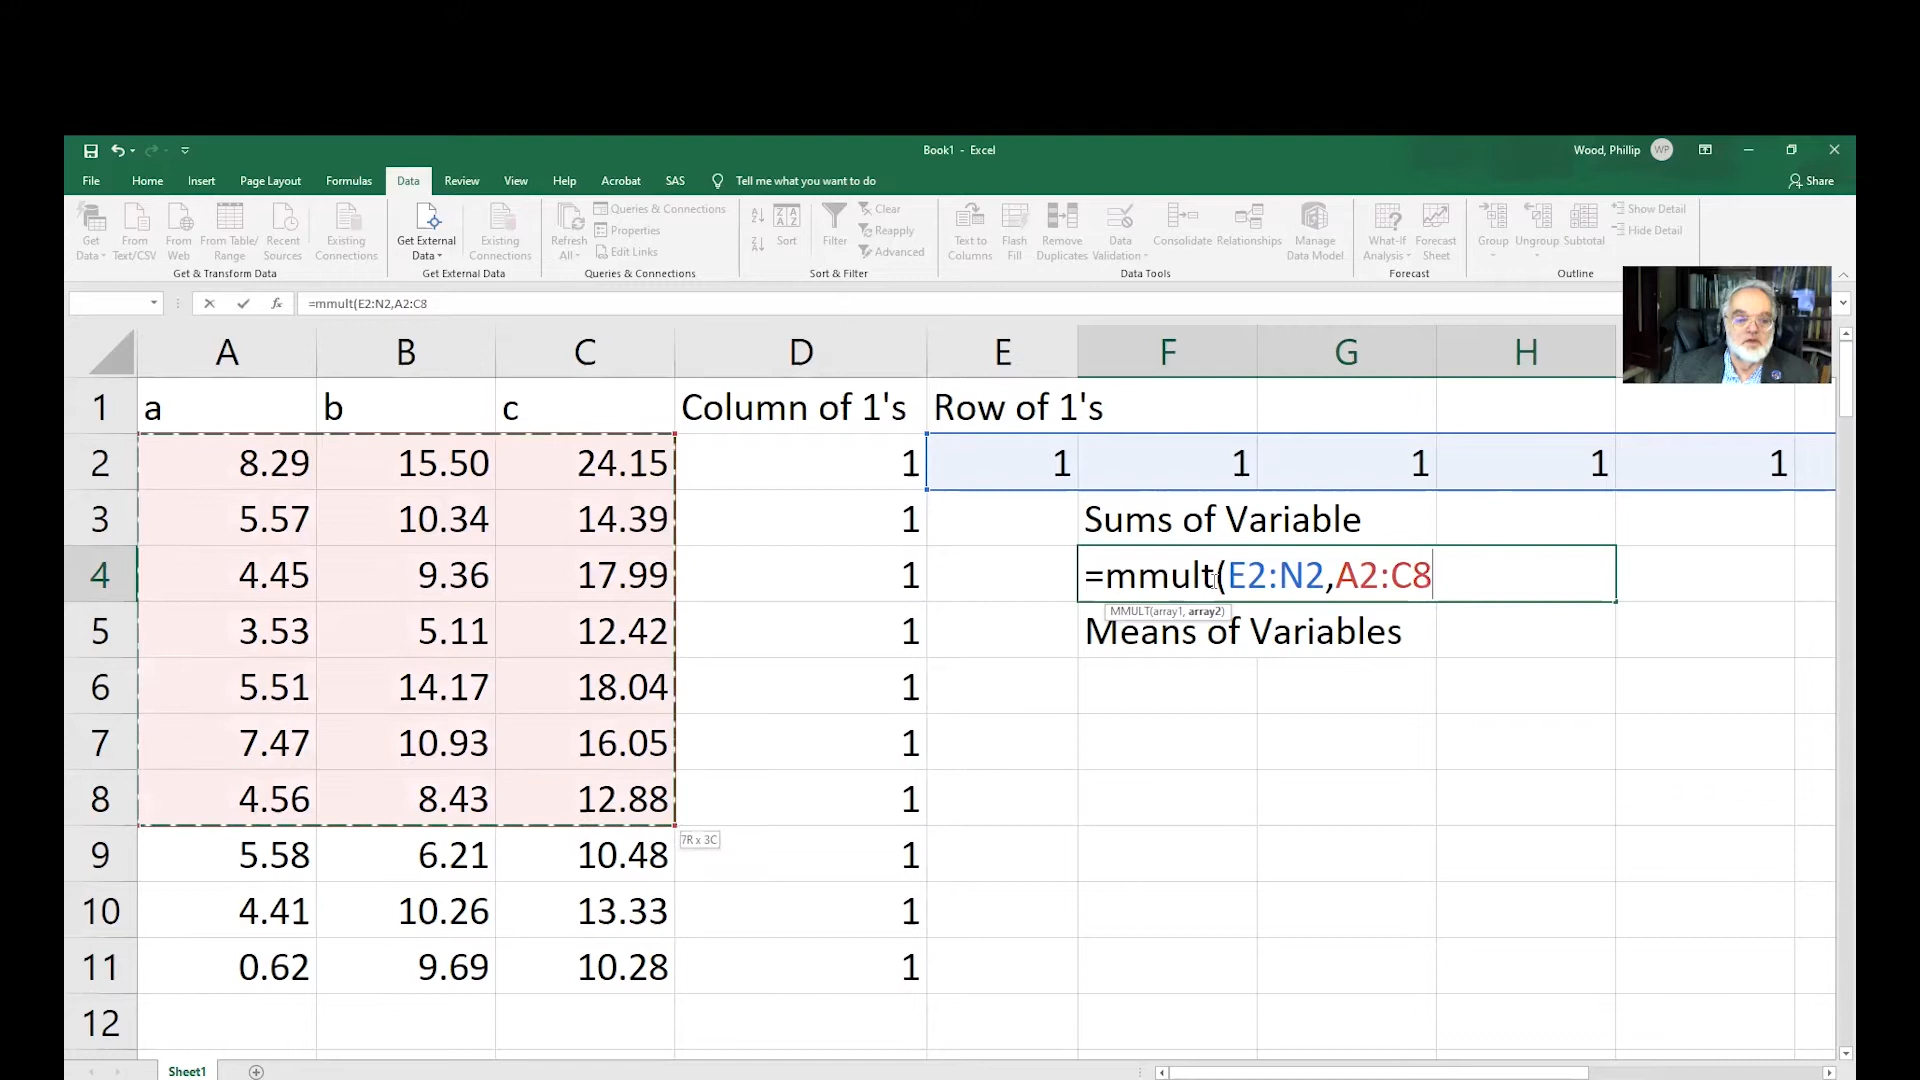 Book1 - Excel
Wood, Phillip WP
File Home Insert Page Layout Formulas Data Review View Help Acrobat SAS Tell me what you want to do Share
Get Data
From Text/CSV
From Web
From Table/ Range
Recent Sources
Existing Connections
Get & Transform Data
Get External Data
Existing Connections
Get External Data
Refresh All
Queries & Connections
Properties
Edit Links
Queries & Connections
A Z
Z A
Sort
Filter
Clear
Reapply
Advanced
Sort & Filter
Text to Columns
Flash Fill
Remove Duplicates
Data Validation
Consolidate
Relationships
Manage Data Model
Data Tools
What-If Analysis
Forecast Sheet
Forecast
Group
Ungroup
Subtotal
Show Detail
Hide Detail
Outline
fx =mmult(E2:N2,A2:C8
A B C D E F G H
1 a b c Column of 1's Row of 1's
2 8.29 15.50 24.15 1 1 1 1 1 1
3 5.57 10.34 14.39 1 Sums of Variable
4 4.45 9.36 17.99 1 =mmult(E2:N2,A2:C8
MMULT(array1, array2)
5 3.53 5.11 12.42 1 Means of Variables
6 5.51 14.17 18.04 1
7 7.47 10.93 16.05 1
8 4.56 8.43 12.88 1
7R x 3C
9 5.58 6.21 10.48 1
10 4.41 10.26 13.33 1
11 0.62 9.69 10.28 1
12
Sheet1